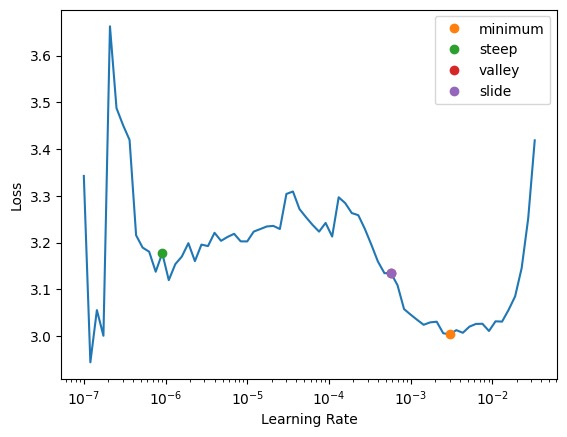 minimum
steep
valley
slide
3.6
3.5
3.4
3.3
3.2
3.1
3.0
Loss
10⁻⁷ 10⁻⁶ 10⁻⁵ 10⁻⁴ 10⁻³ 10⁻²
Learning Rate